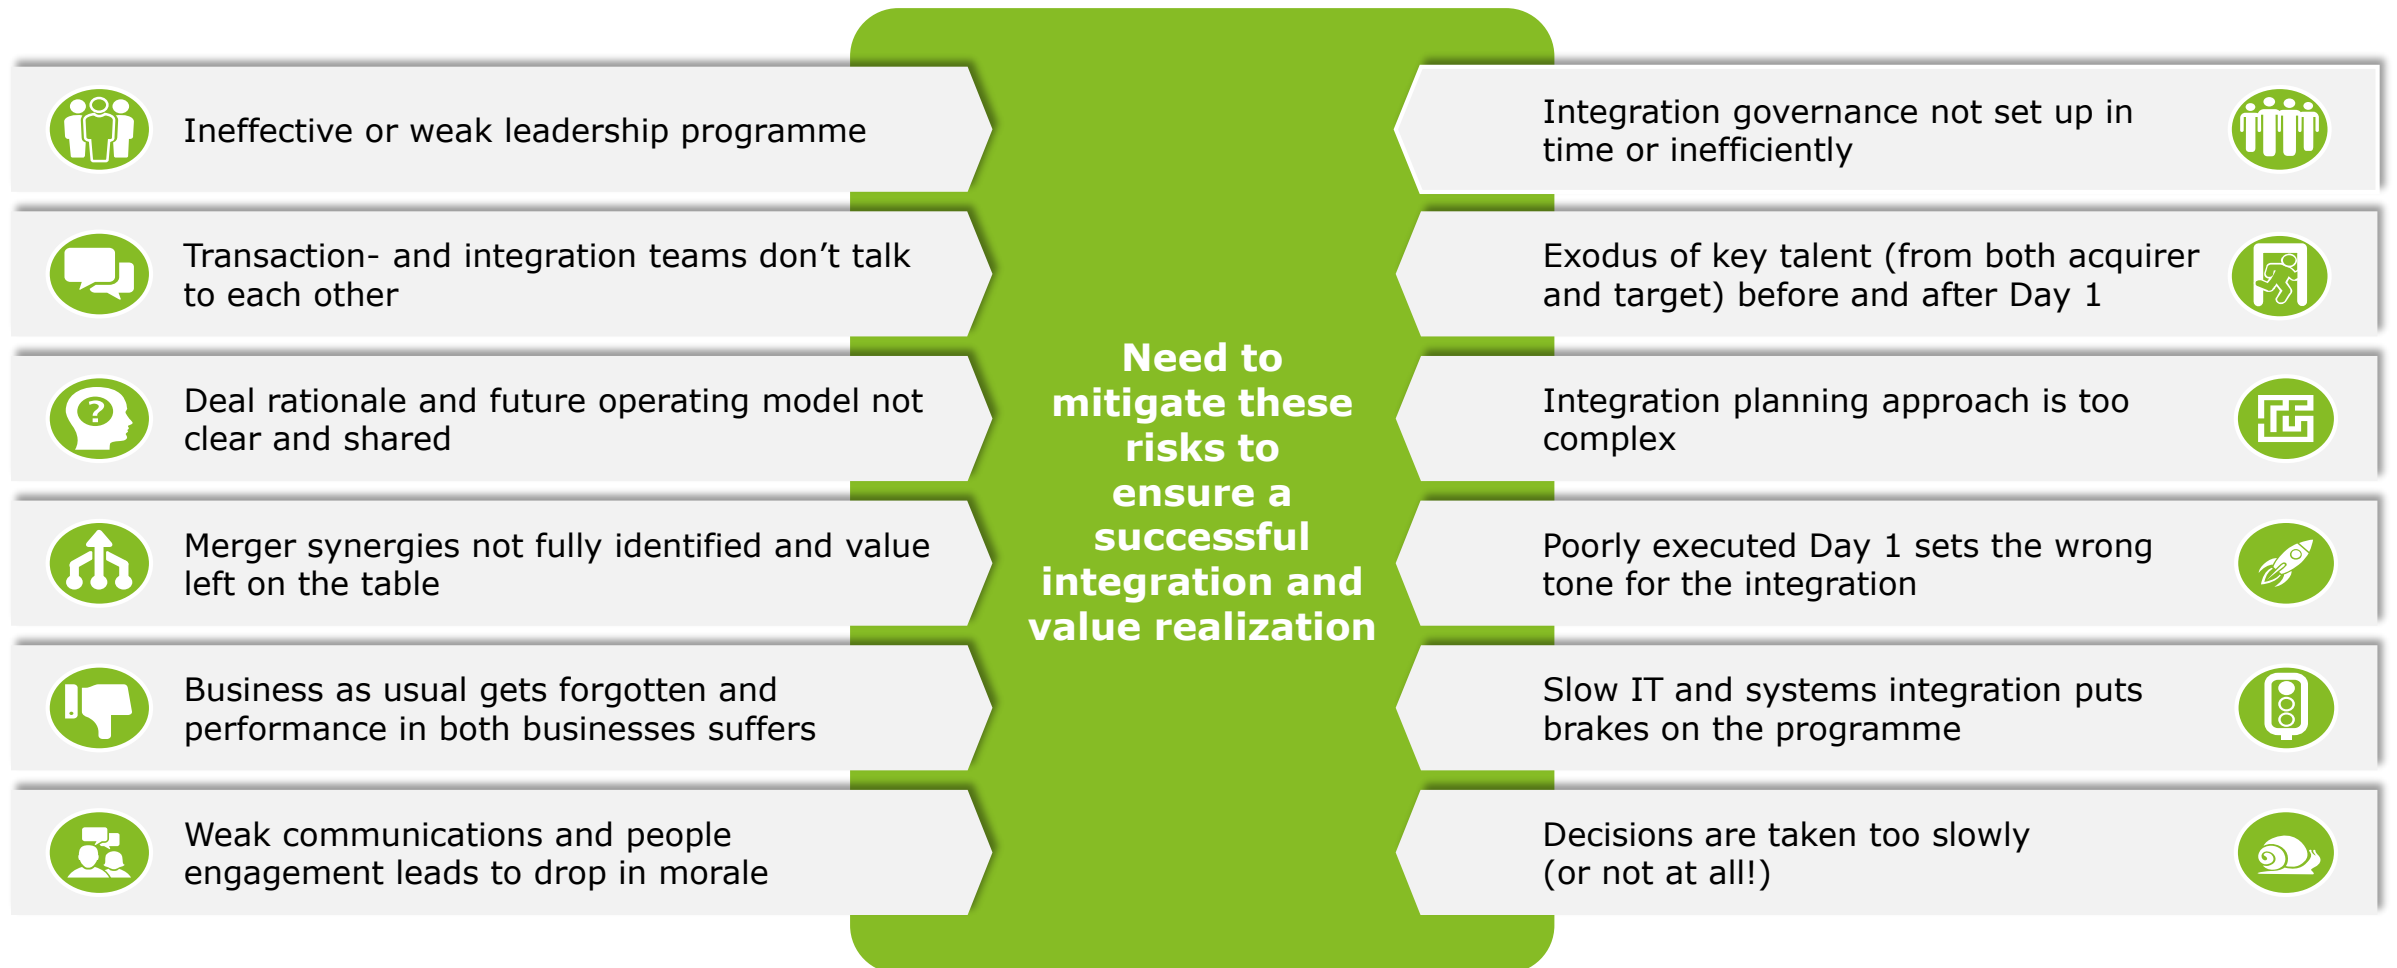 Ineffective or weak leadership programme
Transaction- and integration teams don’t talk
to each other
Deal rationale and future operating model not
clear and shared
?
Merger synergies not fully identified and value
left on the table
Business as usual gets forgotten and
performance in both businesses suffers
Weak communications and people
engagement leads to drop in morale
Need to
mitigate these
risks to
ensure a
successful
integration and
value realization
Integration governance not set up in
time or inefficiently
Exodus of key talent (from both acquirer
and target) before and after Day 1
Integration planning approach is too
complex
Poorly executed Day 1 sets the wrong
tone for the integration
Slow IT and systems integration puts
brakes on the programme
Decisions are taken too slowly
(or not at all!)